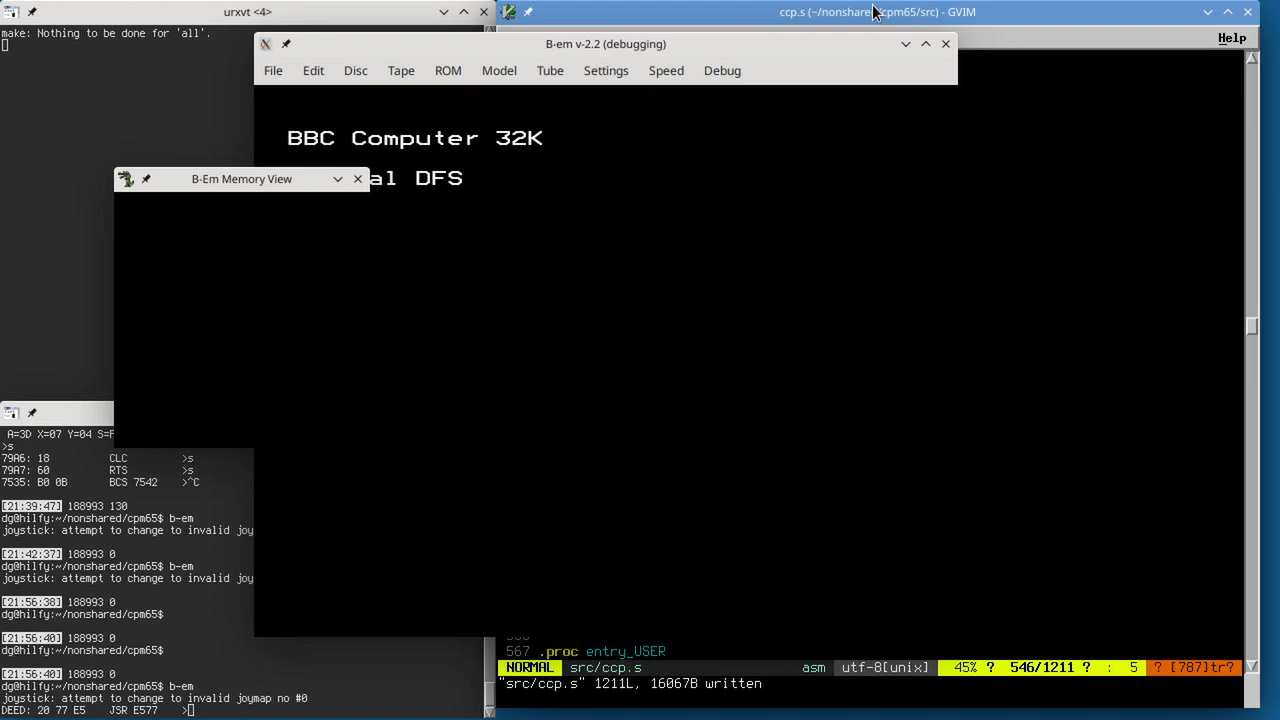 urxvt <4>
make: Nothing to be done for 'all'.
ccp.s (~/nonshared/cpm65/src) - GVIM
Help
B-em v-2.2 (debugging)
File Edit Disc Tape ROM Model Tube Settings Speed Debug
BBC Computer 32K
al DFS
B-Em Memory View
A=3D X=07 Y=04 S=F
>s
79A6: 18 CLC >s
79A7: 60 RTS >s
7535: B0 0B BCS 7542 >^C
[21:39:47] 188993 130
dg@hilfy:~/nonshared/cpm65$ b-em
joystick: attempt to change to invalid joy
[21:42:37] 188993 0
dg@hilfy:~/nonshared/cpm65$ b-em
joystick: attempt to change to invalid joy
[21:56:38] 188993 0
dg@hilfy:~/nonshared/cpm65$
[21:56:40] 188993 0
dg@hilfy:~/nonshared/cpm65$
[21:56:40] 188993 0
dg@hilfy:~/nonshared/cpm65$ b-em
joystick: attempt to change to invalid joymap no #0
DEED: 20 77 E5 JSR E577 >
567 .proc entry_USER
NORMAL src/ccp.s asm utf-8[unix] 45% ? 546/1211 ? : 5 ? [787]tr?
"src/ccp.s" 1211L, 16067B written